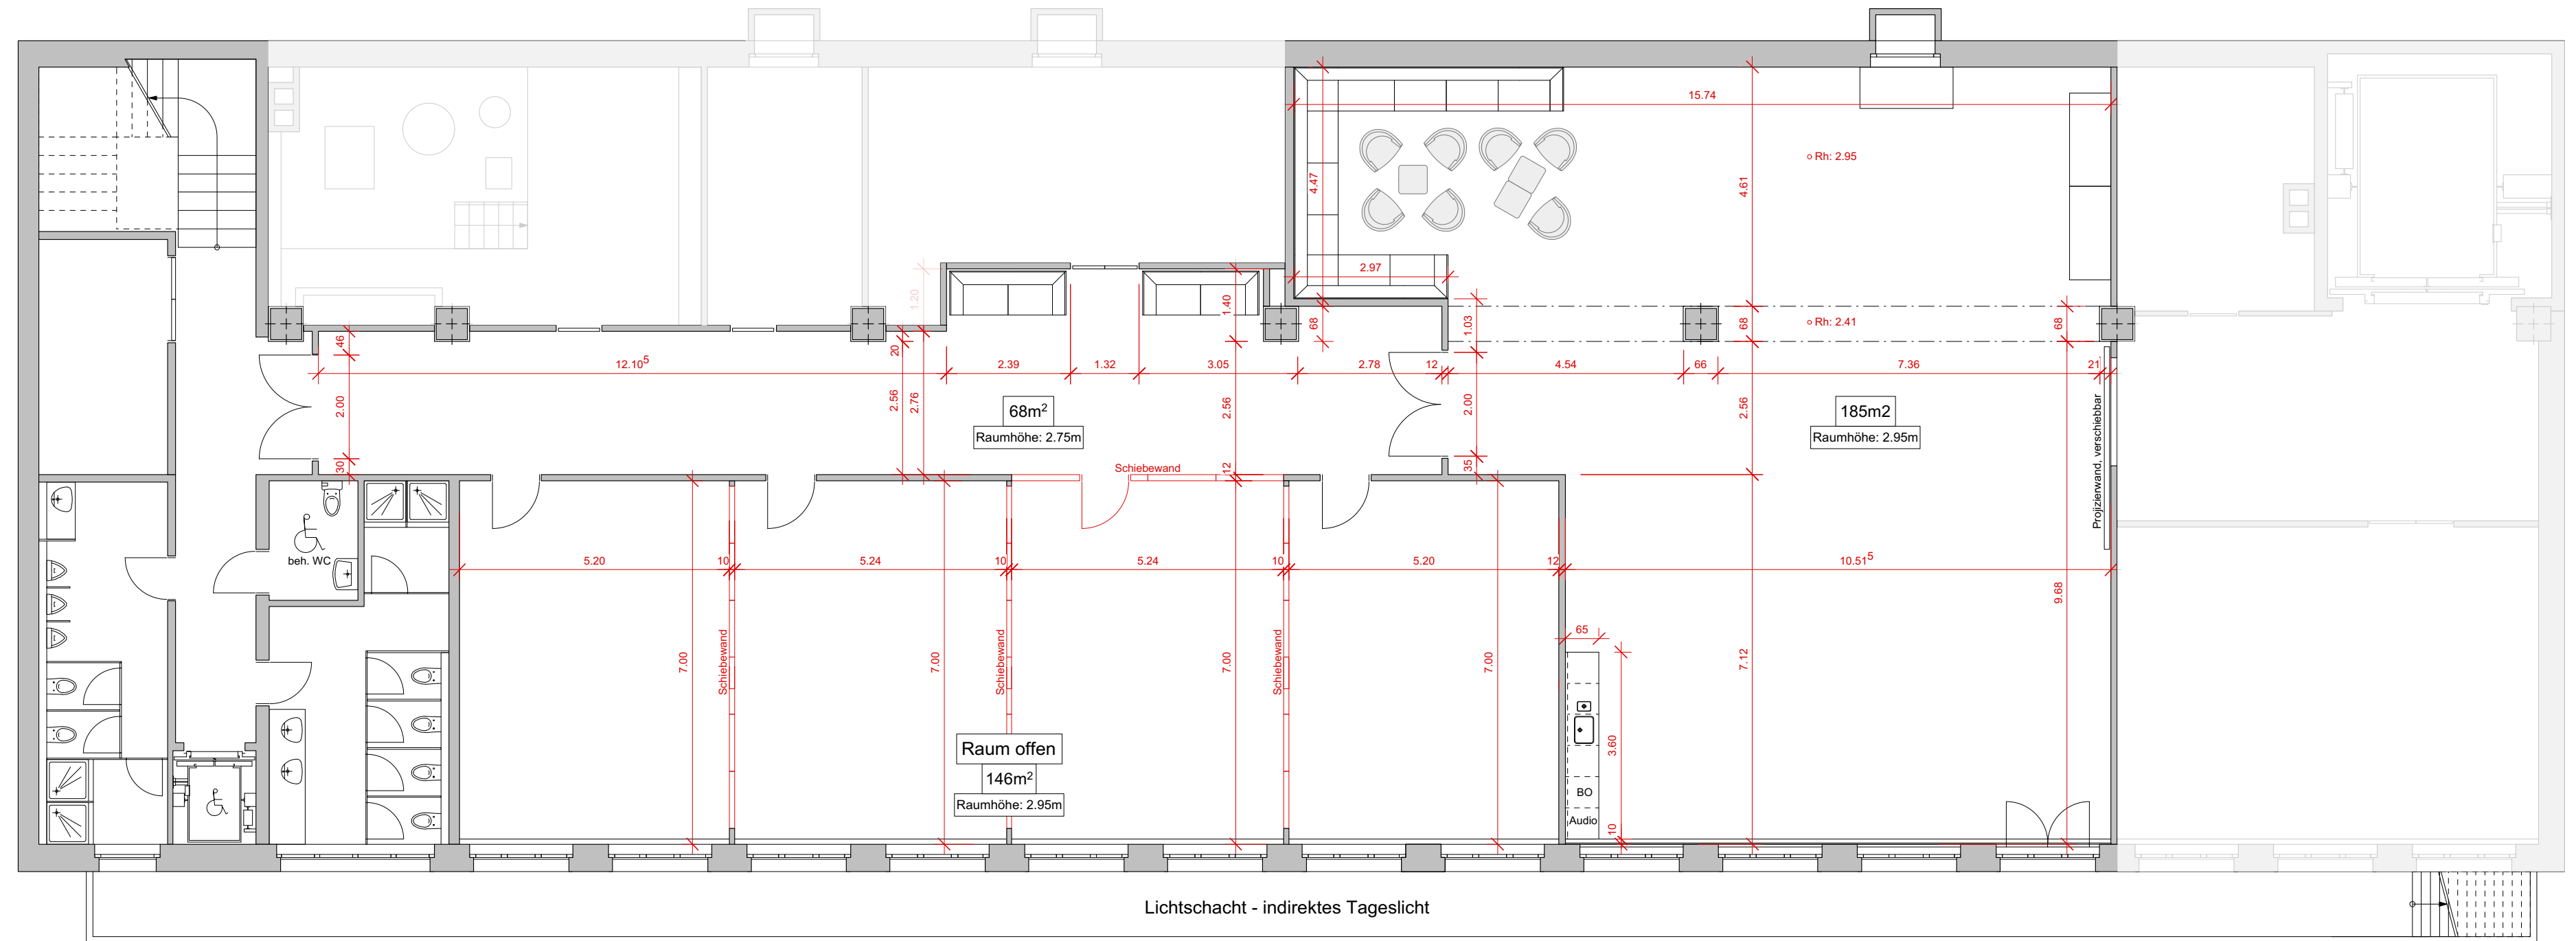 15.74
Rh: 2.95
4.47
4.61
2.97
1.20
1.40
68
1.03
68
Rh: 2.41
68
46
20
12.10⁵
2.39
1.32
3.05
2.78
12
4.54
66
7.36
21
2.00
2.56
2.76
68m²
Raumhöhe: 2.75m
2.56
2.00
2.56
185m2
Raumhöhe: 2.95m
Projizierwand, verschiebbar
30
Schiebewand
12
35
beh. WC
5.20
10
5.24
10
5.24
10
5.20
12
10.51⁵
9.68
65
Schiebewand
7.00
Schiebewand
7.00
Schiebewand
7.00
7.00
7.12
3.60
Raum offen
146m²
Raumhöhe: 2.95m
BO
Audio
10
Lichtschacht - indirektes Tageslicht